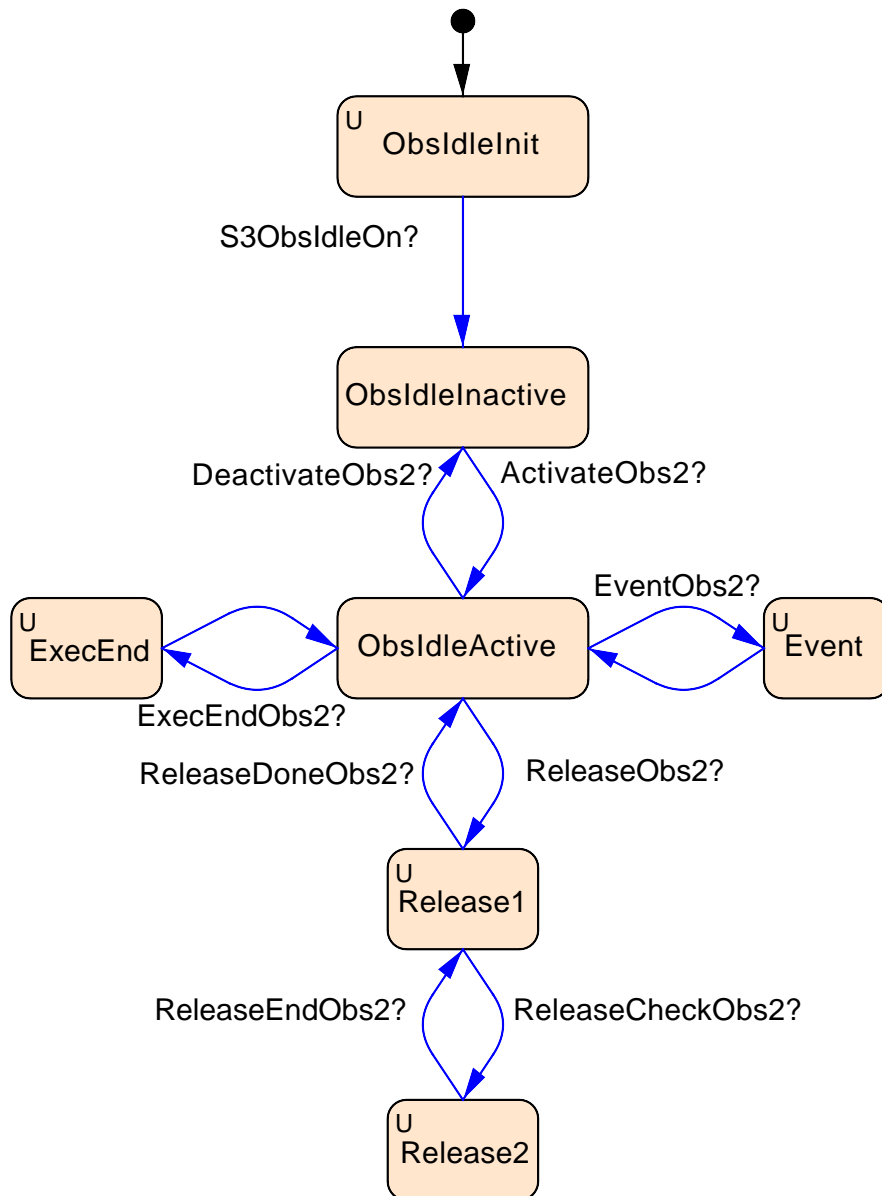 U
ObsIdleInit
S3ObsIdleOn?
ObsIdleInactive
DeactivateObs2?
ActivateObs2?
EventObs2?
U
ExecEnd
ObsIdleActive
U
Event
ExecEndObs2?
ReleaseDoneObs2?
ReleaseObs2?
U
Release1
ReleaseEndObs2?
ReleaseCheckObs2?
U
Release2